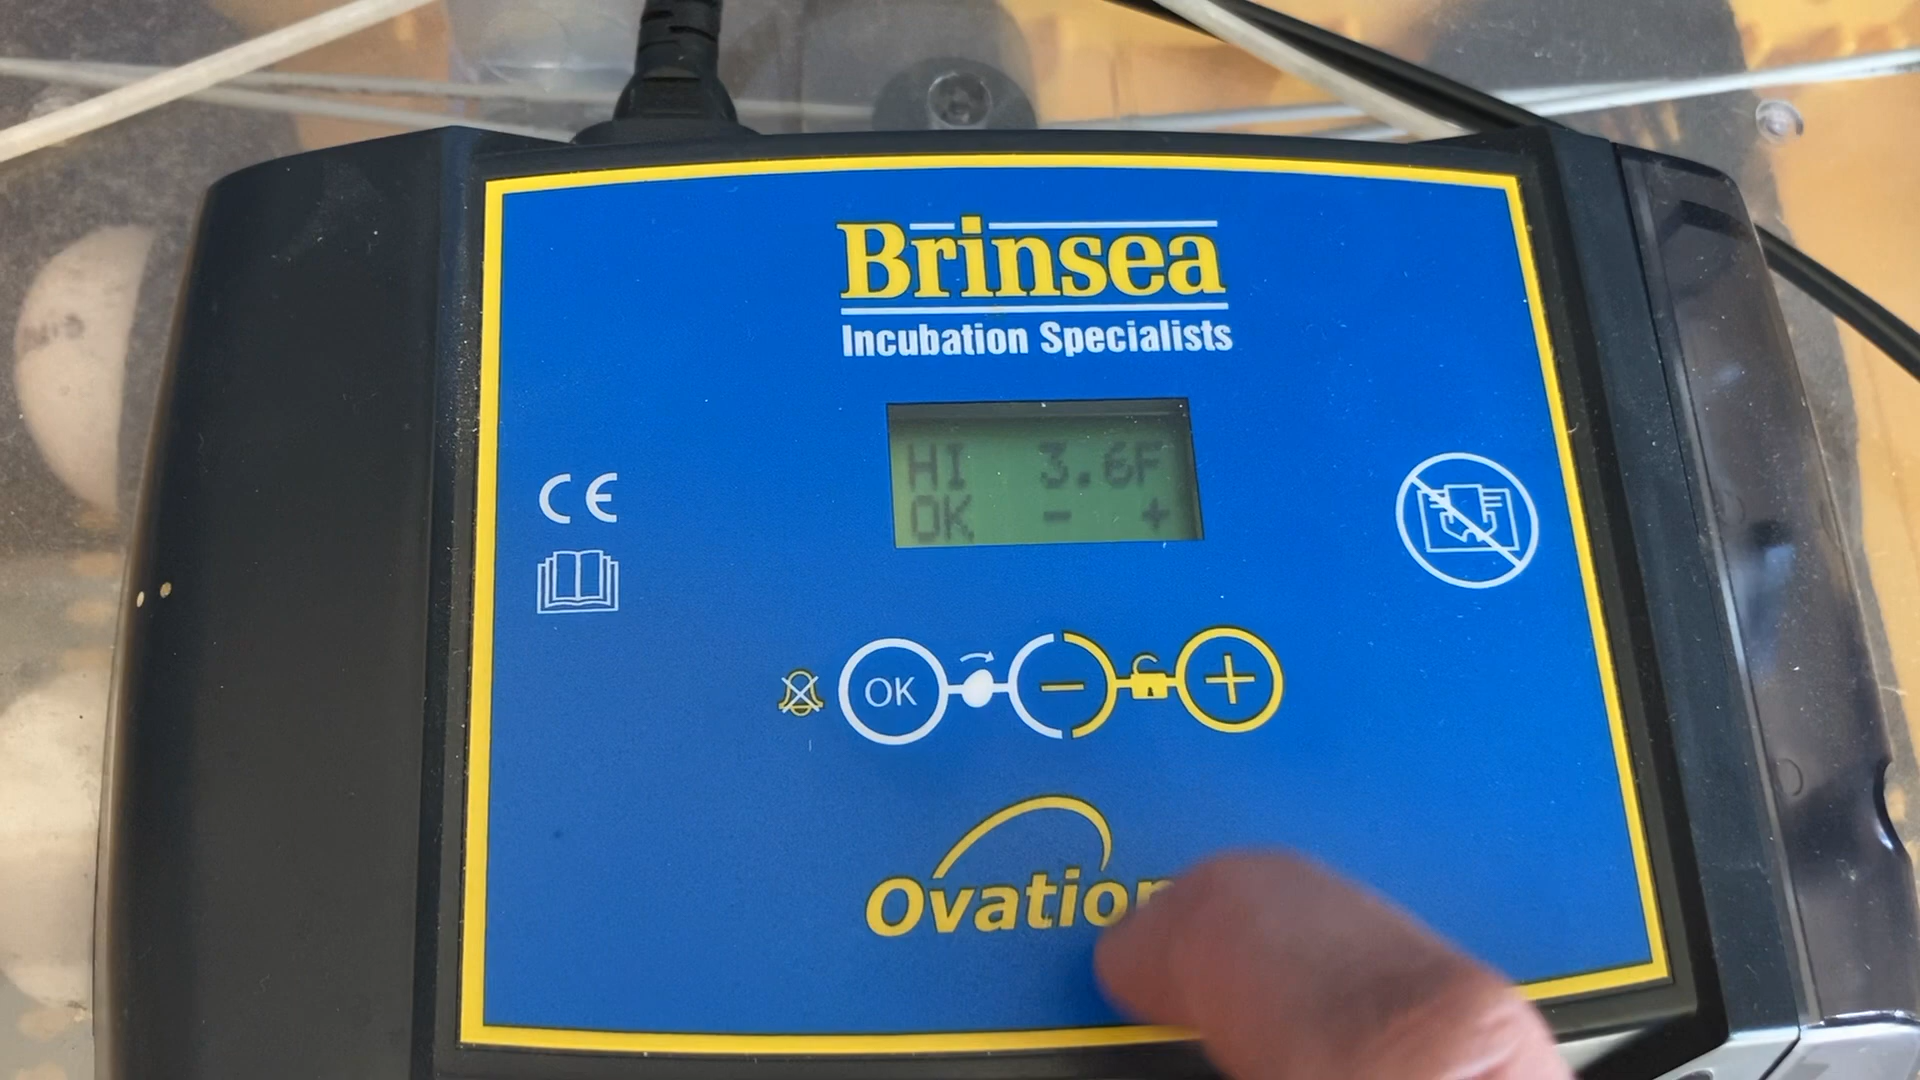 Brinsea
Incubation Specialists
HI 3.6F
OK - +
CE
OK - +
Ovation